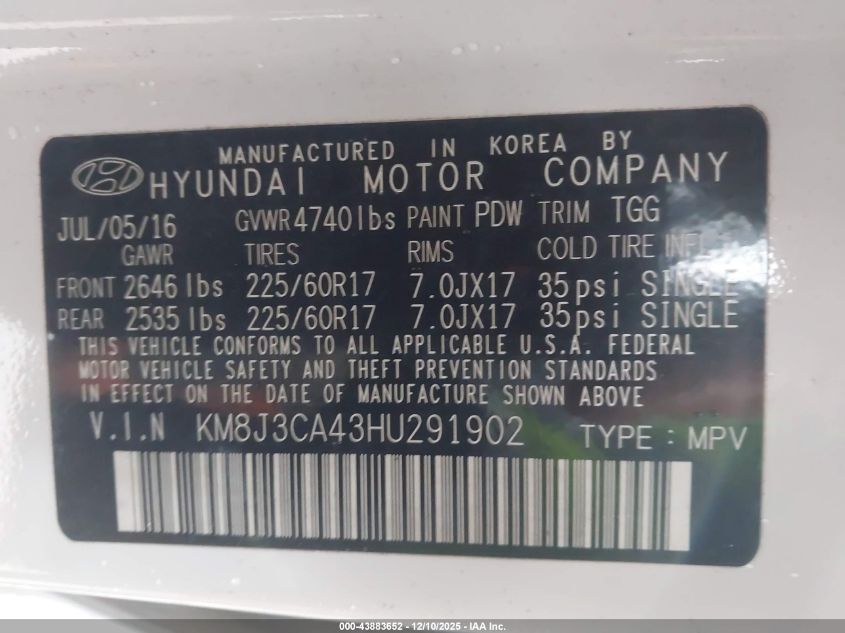 MANUFACTURED IN KOREA BY
HYUNDAI MOTOR COMPANY
JUL/05/16 GVWR 4740 lbs PAINT PDW TRIM TGG
GAWR TIRES RIMS COLD TIRE INFL
FRONT 2646 lbs 225/60R17 7.0JX17 35psi SINGLE
REAR 2535 lbs 225/60R17 7.0JX17 35psi SINGLE
THIS VEHICLE CONFORMS TO ALL APPLICABLE U.S.A. FEDERAL
MOTOR VEHICLE SAFETY AND THEFT PREVENTION STANDARDS
IN EFFECT ON THE DATE OF MANUFACTURE SHOWN ABOVE
V.I.N KM8J3CA43HU291902 TYPE : MPV
000-43883652 - 12/10/2025 - IAA Inc.